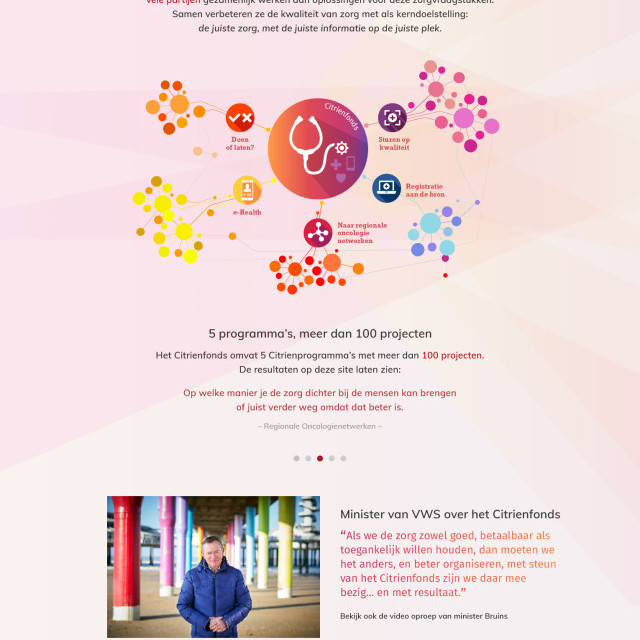 Vele partijen gezamenlijk werken aan oplossingen voor deze zorgvraagstukken.
Samen verbeteren ze de kwaliteit van zorg met als kerndoelstelling:
de juiste zorg, met de juiste informatie op de juiste plek.
Citrienfonds
Doen
of laten?
Sturen op
kwaliteit
e-Health
Registratie
aan de bron
Naar regionale
oncologie
netwerken
5 programma's, meer dan 100 projecten
Het Citrienfonds omvat 5 Citrienprogramma's met meer dan 100 projecten.
De resultaten op deze site laten zien:
Op welke manier je de zorg dichter bij de mensen kan brengen
of juist verder weg omdat dat beter is.
– Regionale Oncologienetwerken –
Minister van VWS over het Citrienfonds
“Als we de zorg zowel goed, betaalbaar als
toegankelijk willen houden, dan moeten we
het anders, en beter organiseren, met steun
van het Citrienfonds zijn we daar mee
bezig... en met resultaat.”
Bekijk ook de video oproep van minister Bruins